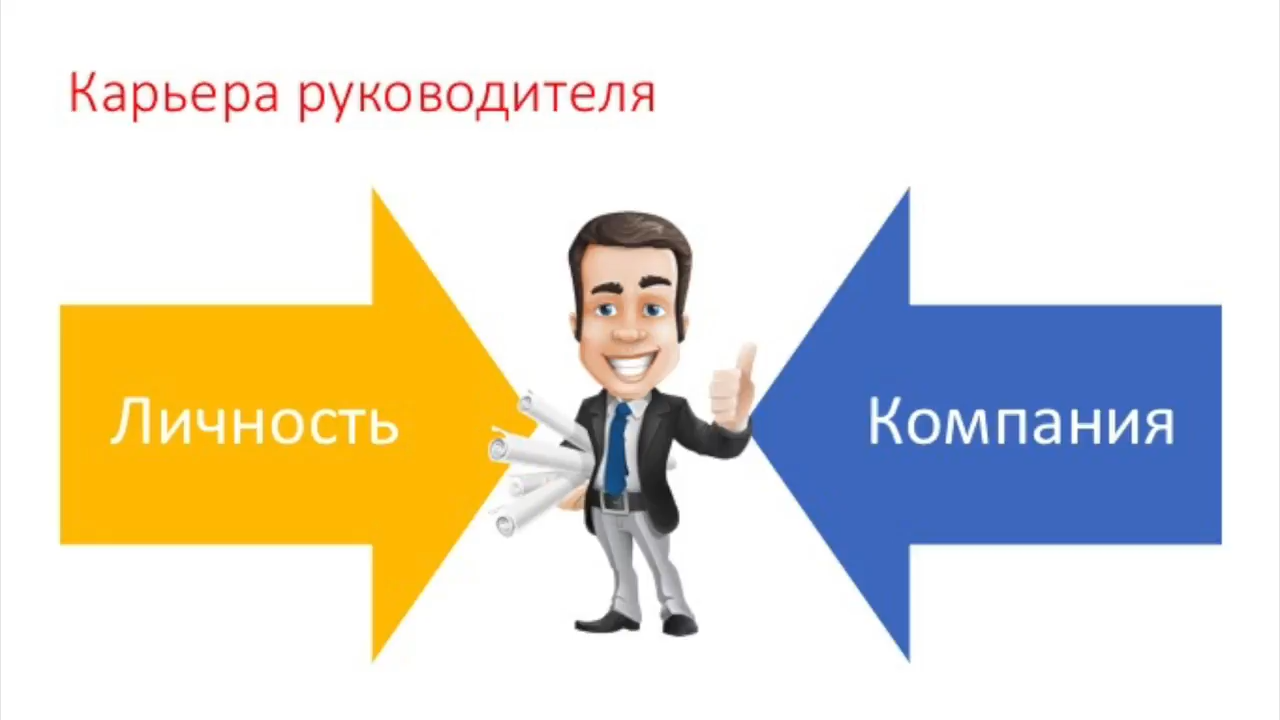 Карьера руководителя
Личность
Компания